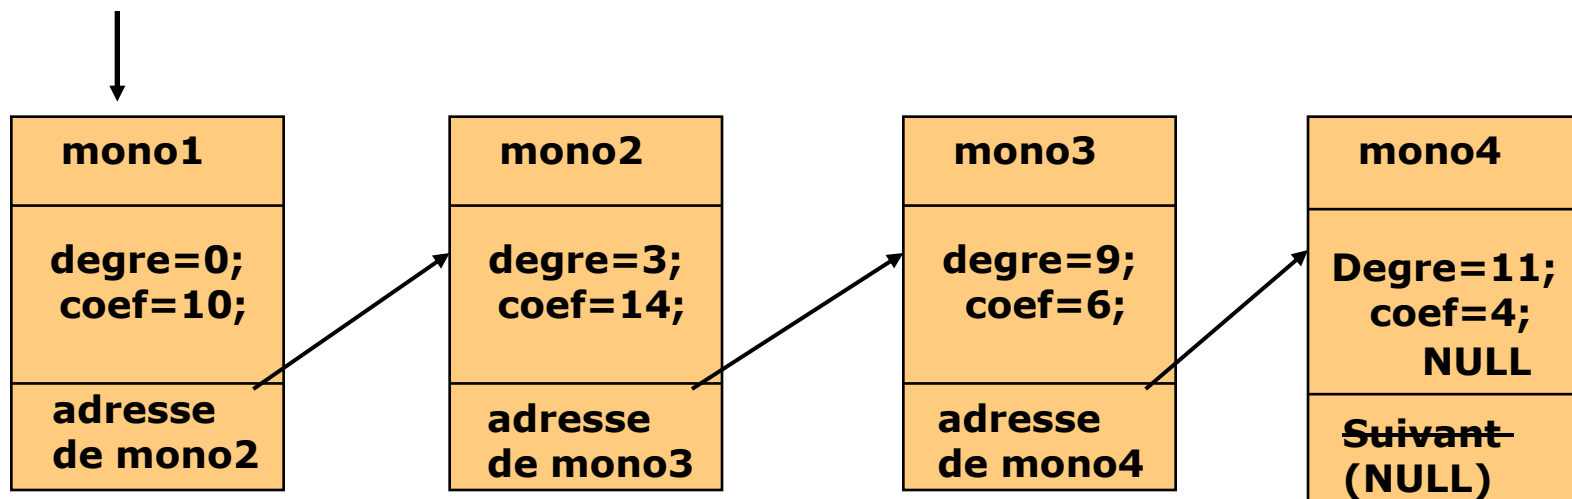 mono1
degre=0;
coef=10;
adresse
de mono2
mono2
degre=3;
coef=14;
adresse
de mono3
mono3
degre=9;
coef=6;
adresse
de mono4
mono4
Degre=11;
coef=4;
NULL
Suivant
(NULL)